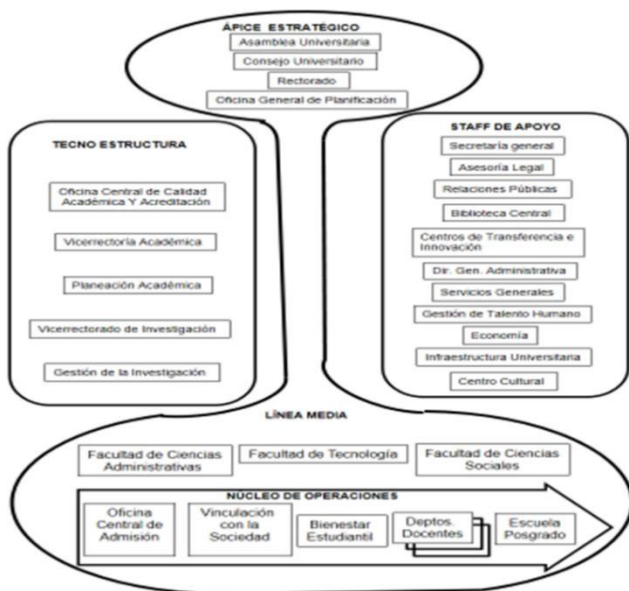 ÁPICE ESTRATÉGICO
Asamblea Universitaria
Consejo Universitario
Rectorado
Oficina General de Planificación
TECNO ESTRUCTURA
Oficina Central de Calidad
Académica Y Acreditación
Vicerrectoría Académica
Planeación Académica
Vicerrectorado de Investigación
Gestión de la Investigación
STAFF DE APOYO
Secretaría general
Asesoría Legal
Relaciones Públicas
Biblioteca Central
Centros de Transferencia e
Innovación
Dir. Gen. Administrativa
Servicios Generales
Gestión de Talento Humano
Economía
Infraestructura Universitaria
Centro Cultural
LÍNEA MEDIA
Facultad de Ciencias
Administrativas
Facultad de Tecnología
Facultad de Ciencias
Sociales
NÚCLEO DE OPERACIONES
Oficina
Central de
Admisión
Vinculación
con la
Sociedad
Bienestar
Estudiantil
Deptos.
Docentes
Escuela
Posgrado